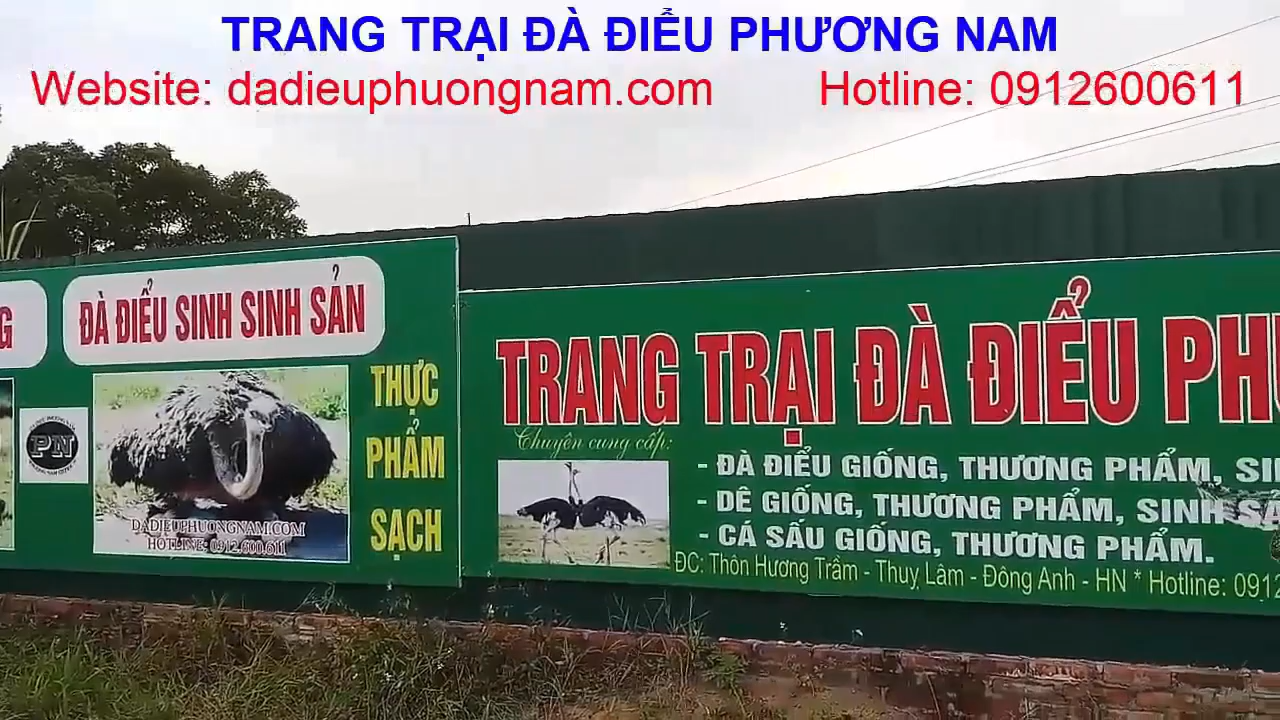 TRANG TRẠI ĐÀ ĐIỂU PHƯƠNG NAM
Website: dadieuphuongnam.com Hotline: 0912600611
G
ĐÀ ĐIỂU SINH SINH SẢN
THỰC
PHẨM
SẠCH
PN
DADIEUPHUONGNAM.COM
HOTLINE: 0912.600.611
TRANG TRẠI ĐÀ ĐIỂU PH
Chuyên cung cấp:
- ĐÀ ĐIỂU GIỐNG, THƯƠNG PHẨM, SI
- DÊ GIỐNG, THƯƠNG PHẨM, SINH SẢ
- CÁ SẤU GIỐNG, THƯƠNG PHẨM.
ĐC: Thôn Hương Trầm - Thuỵ Lâm - Đông Anh - HN * Hotline: 0912